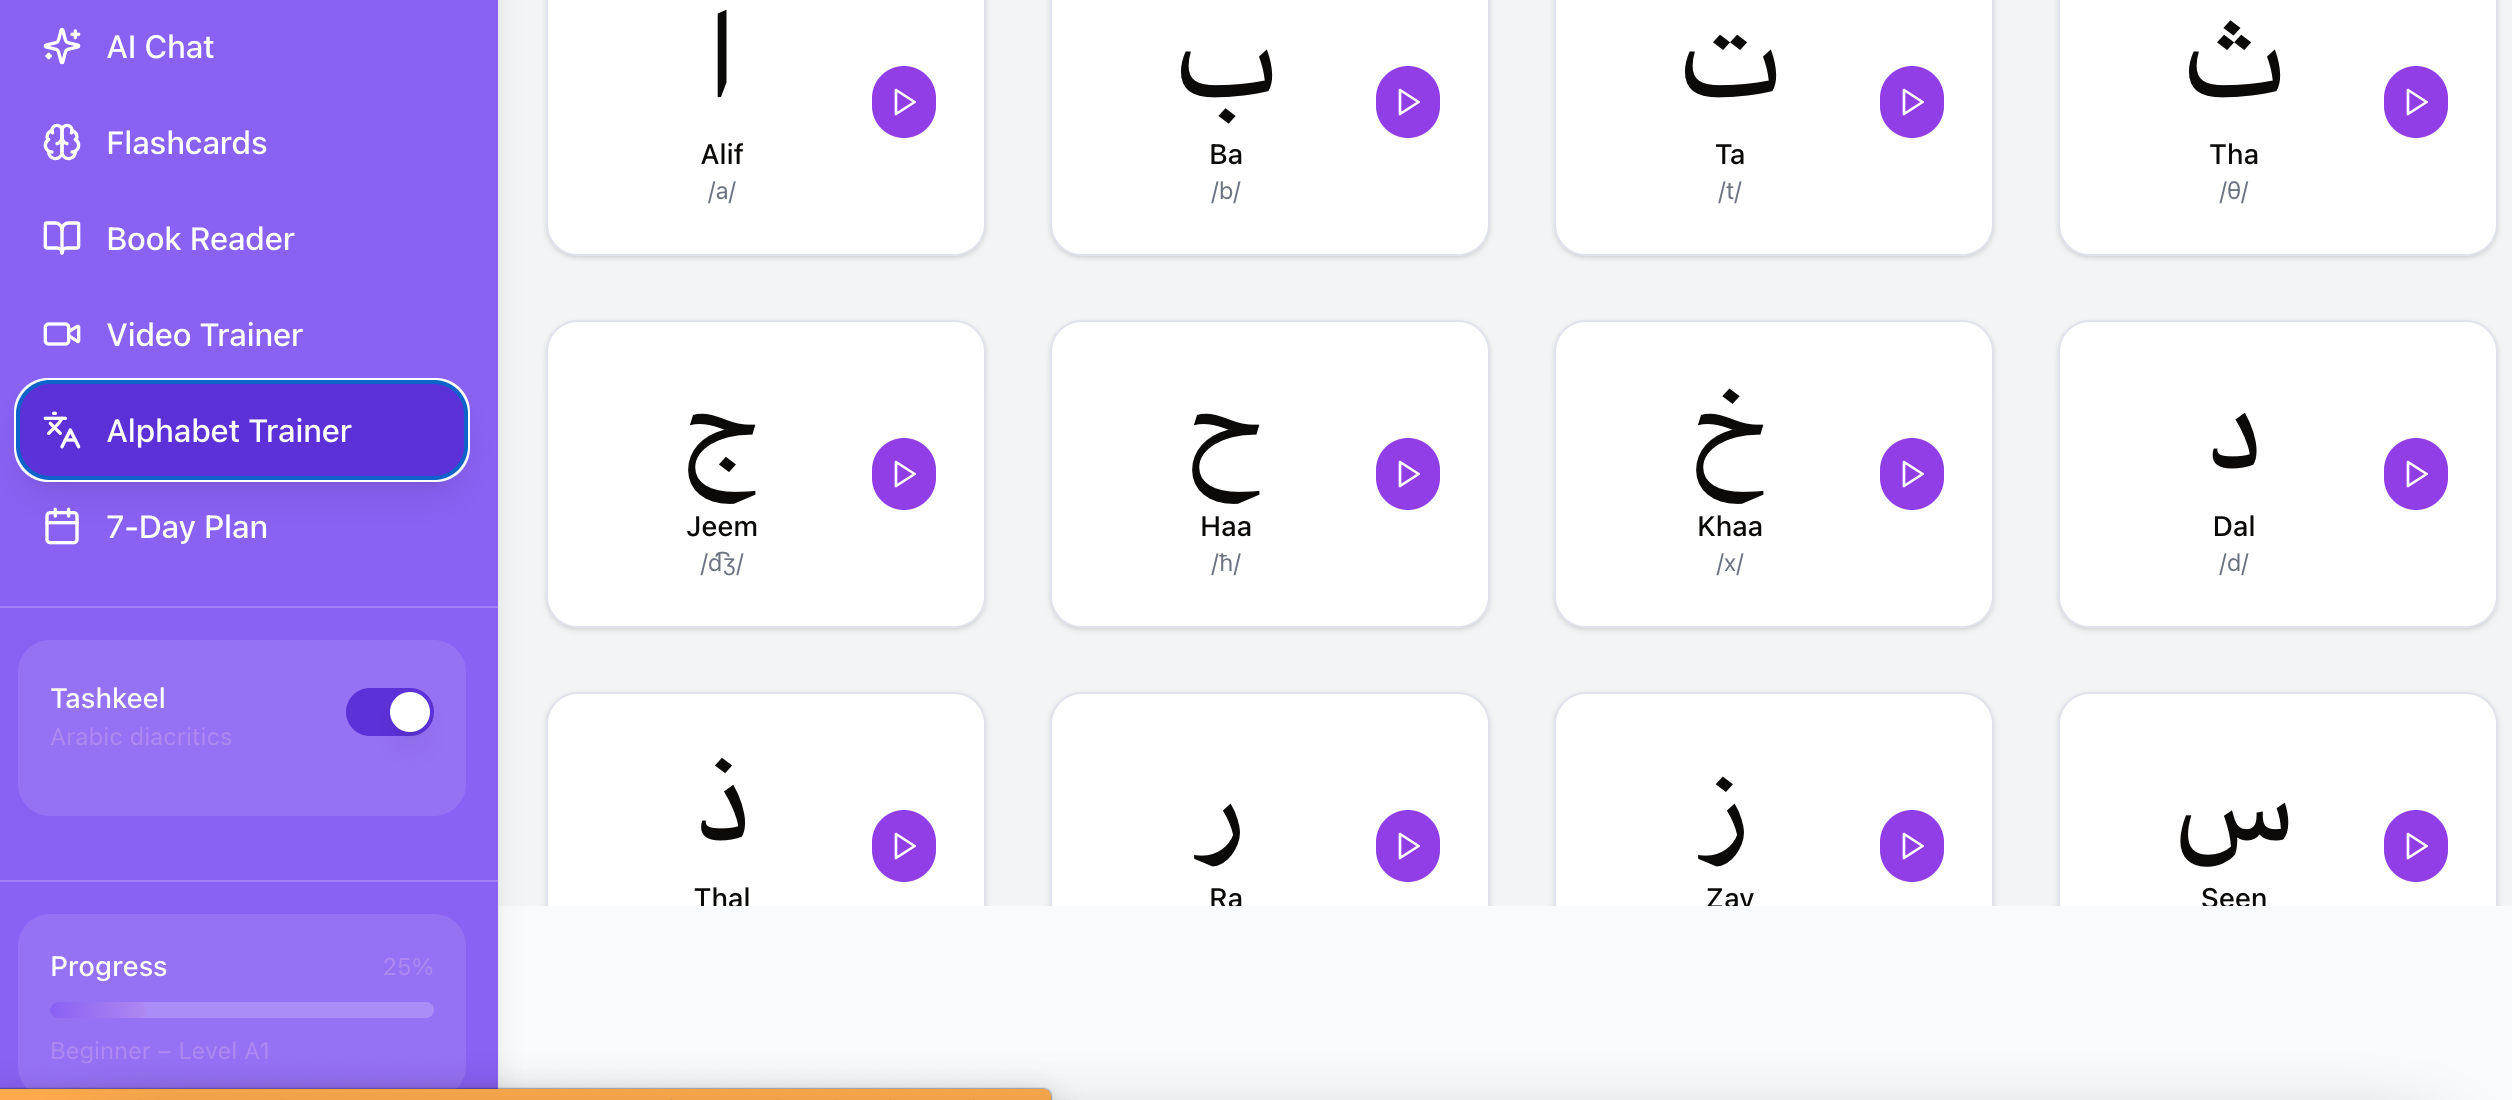 AI Chat
Flashcards
Book Reader
Video Trainer
Alphabet Trainer
7-Day Plan
Tashkeel
Arabic diacritics
Progress
25%
Beginner – Level A1
ا
Alif
/a/
ب
Ba
/b/
ت
Ta
/t/
ث
Tha
/θ/
ج
Jeem
/d͡ʒ/
ح
Haa
/ħ/
خ
Khaa
/x/
د
Dal
/d/
ذ
Thal
ر
Ra
ز
Zay
س
Seen